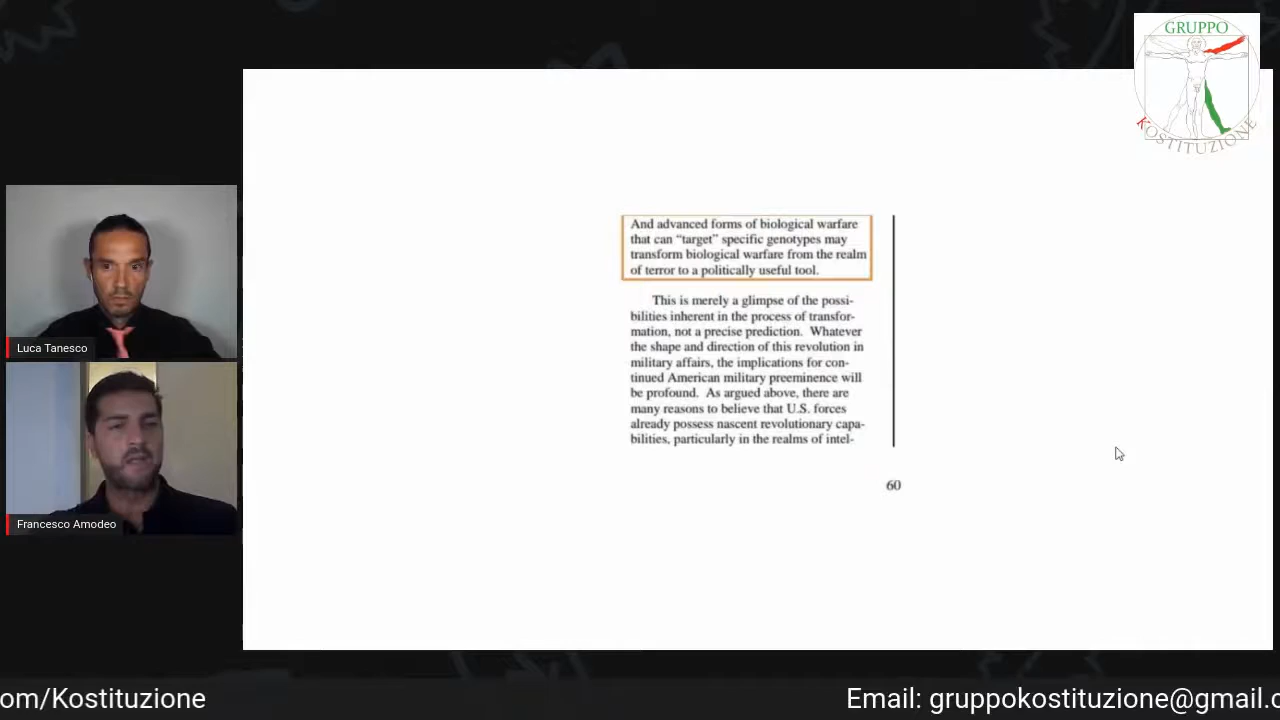 GRUPPO
KOSTITUZIONE
And advanced forms of biological warfare
that can “target” specific genotypes may
transform biological warfare from the realm
of terror to a politically useful tool.
This is merely a glimpse of the possi-
bilities inherent in the process of transfor-
mation, not a precise prediction. Whatever
the shape and direction of this revolution in
military affairs, the implications for con-
tinued American military preeminence will
be profound. As argued above, there are
many reasons to believe that U.S. forces
already possess nascent revolutionary capa-
bilities, particularly in the realms of intel-
60
Luca Tanesco
Francesco Amodeo
om/Kostituzione
Email: gruppokostituzione@gmail.c